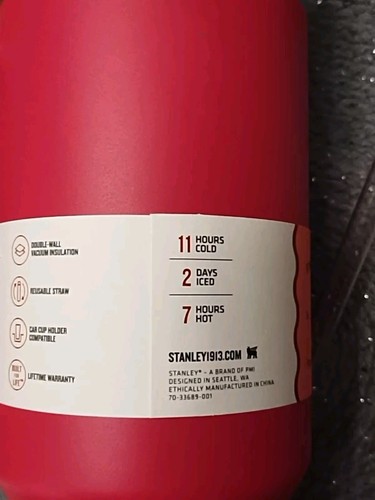 DOUBLE-WALL
VACUUM INSULATION
REUSABLE STRAW
CAR CUP HOLDER
COMPATIBLE
BUILT
FOR
LIFE™
LIFETIME WARRANTY
11 HOURS
COLD
2 DAYS
ICED
7 HOURS
HOT
STANLEY1913.COM
STANLEY® - A BRAND OF PMI
DESIGNED IN SEATTLE, WA
ETHICALLY MANUFACTURED IN CHINA
70-33689-001